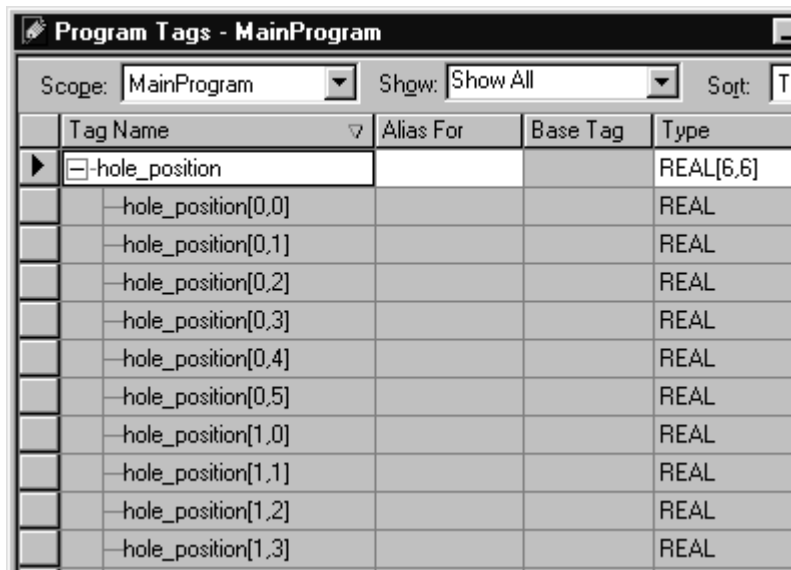 Program Tags - MainProgram
Scope: MainProgram Show: Show All Sort: T
Tag Name Alias For Base Tag Type
hole_position REAL[6,6]
hole_position[0,0] REAL
hole_position[0,1] REAL
hole_position[0,2] REAL
hole_position[0,3] REAL
hole_position[0,4] REAL
hole_position[0,5] REAL
hole_position[1,0] REAL
hole_position[1,1] REAL
hole_position[1,2] REAL
hole_position[1,3] REAL